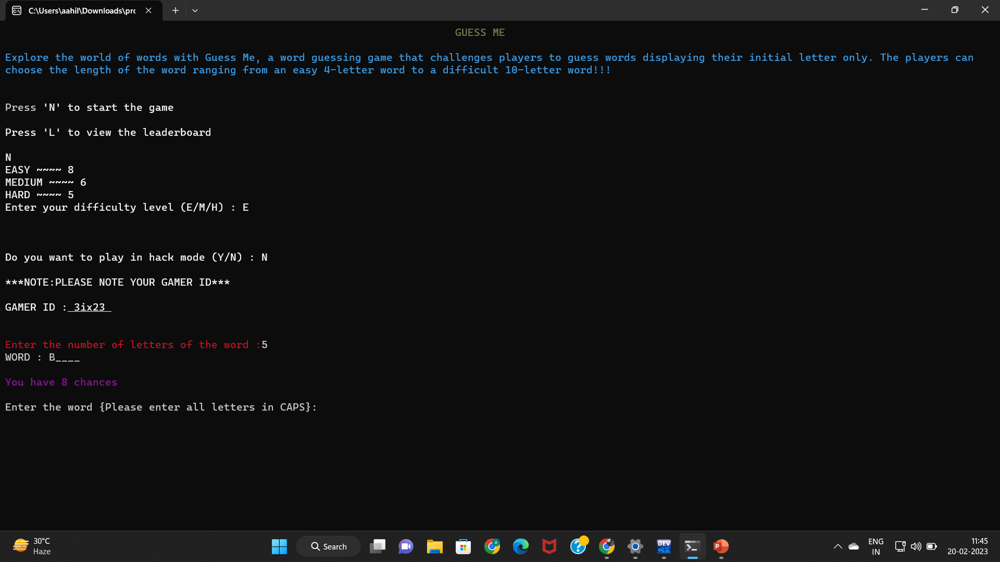 C:\Users\aahil\Downloads\pro
GUESS ME
Explore the world of words with Guess Me, a word guessing game that challenges players to guess words displaying their initial letter only. The players can
choose the length of the word ranging from an easy 4-letter word to a difficult 10-letter word!!!
Press 'N' to start the game
Press 'L' to view the leaderboard
N
EASY ~~~~ 8
MEDIUM ~~~~ 6
HARD ~~~~ 5
Enter your difficulty level (E/M/H) : E
Do you want to play in hack mode (Y/N) : N
***NOTE:PLEASE NOTE YOUR GAMER ID***
GAMER ID : 3ix23
Enter the number of letters of the word :5
WORD : B____
You have 8 chances
Enter the word {Please enter all letters in CAPS}:
30°C
Haze
Search
A
DEV
C++
P
ENG
IN
11:45
20-02-2023